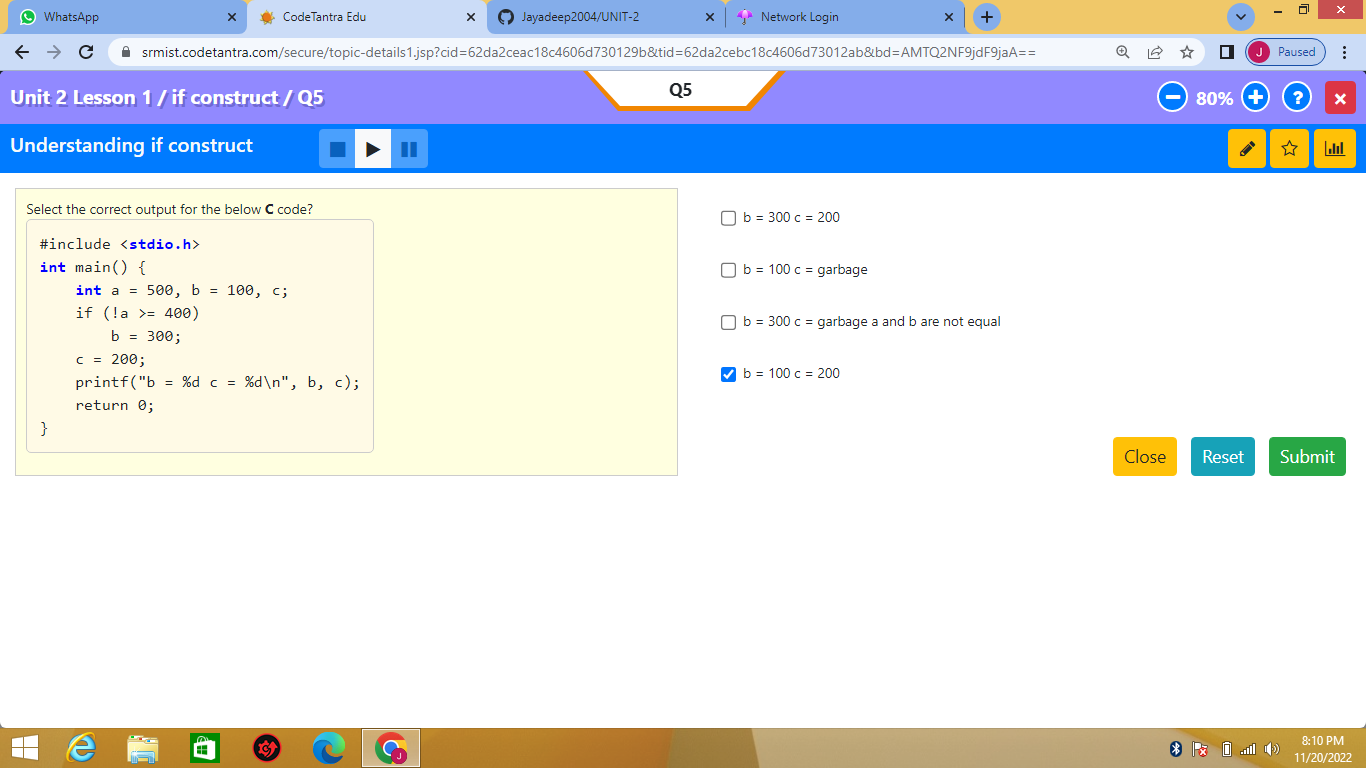 WhatsApp
CodeTantra Edu
Jayadeep2004/UNIT-2
Network Login
srmist.codetantra.com/secure/topic-details1.jsp?cid=62da2ceac18c4606d730129b&tid=62da2cebc18c4606d73012ab&bd=AMTQ2NF9jdF9jaA==
J Paused
Unit 2 Lesson 1 / if construct / Q5
Q5
80%
?
Understanding if construct
Select the correct output for the below C code?
#include <stdio.h>
int main() {
    int a = 500, b = 100, c;
    if (!a >= 400)
        b = 300;
    c = 200;
    printf("b = %d c = %d\n", b, c);
    return 0;
}
b = 300 c = 200
b = 100 c = garbage
b = 300 c = garbage a and b are not equal
b = 100 c = 200
Close
Reset
Submit
J
8:10 PM
11/20/2022